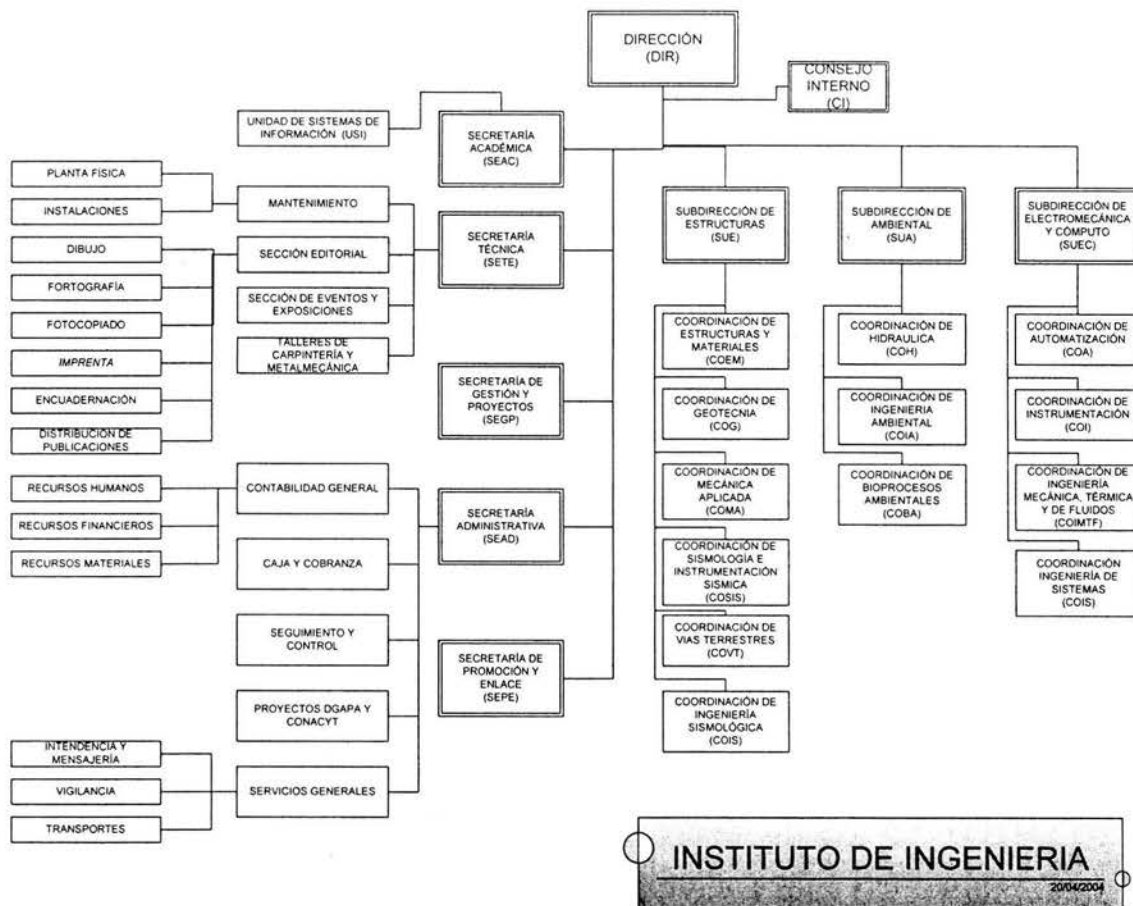 DIRECCIÓN
(DIR)
CONSEJO
INTERNO
(CI)
UNIDAD DE SISTEMAS DE
INFORMACIÓN (USI)
SECRETARÍA
ACADÉMICA
(SEAC)
PLANTA FÍSICA
INSTALACIONES
MANTENIMIENTO
DIBUJO
FORTOGRAFÍA
FOTOCOPIADO
IMPRENTA
ENCUADERNACIÓN
DISTRIBUCIÓN DE
PUBLICACIONES
SECCIÓN EDITORIAL
SECCIÓN DE EVENTOS Y
EXPOSICIONES
TALLERES DE
CARPINTERÍA Y
METALMECÁNICA
SECRETARÍA
TÉCNICA
(SETE)
SECRETARÍA DE
GESTIÓN Y
PROYECTOS
(SEGP)
RECURSOS HUMANOS
RECURSOS FINANCIEROS
RECURSOS MATERIALES
CONTABILIDAD GENERAL
CAJA Y COBRANZA
SEGUIMIENTO Y
CONTROL
PROYECTOS DGAPA Y
CONACYT
INTENDENCIA Y
MENSAJERÍA
VIGILANCIA
TRANSPORTES
SERVICIOS GENERALES
SECRETARÍA
ADMINISTRATIVA
(SEAD)
SECRETARÍA DE
PROMOCIÓN Y
ENLACE
(SEPE)
SUBDIRECCIÓN DE
ESTRUCTURAS
(SUE)
COORDINACIÓN DE
ESTRUCTURAS Y
MATERIALES
(COEM)
COORDINACIÓN DE
GEOTECNIA
(COG)
COORDINACIÓN DE
MECÁNICA
APLICADA
(COMA)
COORDINACIÓN DE
SISMOLOGÍA E
INSTRUMENTACIÓN
SISMICA
(COSIS)
COORDINACIÓN DE
VIAS TERRESTRES
(COVT)
COORDINACIÓN DE
INGENIERÍA
SISMOLÓGICA
(COIS)
SUBDIRECCIÓN DE
AMBIENTAL
(SUA)
COORDINACIÓN DE
HIDRAULICA
(COH)
COORDINACIÓN DE
INGENIERIA
AMBIENTAL
(COIA)
COORDINACIÓN DE
BIOPROCESOS
AMBIENTALES
(COBA)
SUBDIRECCIÓN DE
ELECTROMECÁNICA
Y CÓMPUTO
(SUEC)
COORDINACIÓN DE
AUTOMATIZACIÓN
(COA)
COORDINACIÓN DE
INSTRUMENTACIÓN
(COI)
COORDINACIÓN DE
INGENIERÍA
MECÁNICA, TÉRMICA
Y DE FLUIDOS
(COIMTF)
COORDINACIÓN
INGENIERÍA DE
SISTEMAS
(COIS)
INSTITUTO DE INGENIERIA
20/04/2004